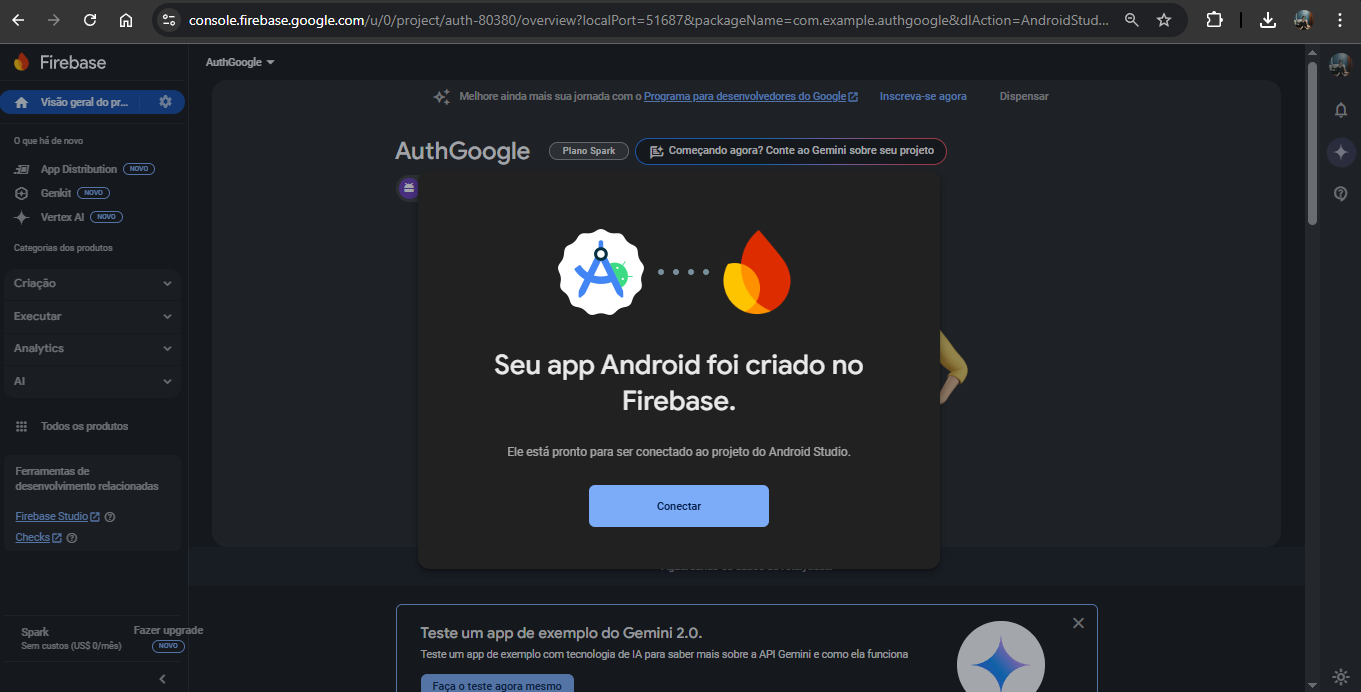 console.firebase.google.com/u/0/project/auth-80380/overview?localPort=51687&packageName=com.example.authgoogle&dlAction=AndroidStud...
Firebase
AuthGoogle
Visão geral do pr...
Melhore ainda mais sua jornada com o Programa para desenvolvedores do Google
Inscreva-se agora
Dispensar
O que há de novo
App Distribution NOVO
Genkit NOVO
Vertex AI NOVO
Categorias dos produtos
Criação
Executar
Analytics
AI
Todos os produtos
Ferramentas de
desenvolvimento relacionadas
Firebase Studio
Checks
Spark
Sem custos (US$ 0/mês)
Fazer upgrade
NOVO
AuthGoogle
Plano Spark
Começando agora? Conte ao Gemini sobre seu projeto
Seu app Android foi criado no
Firebase.
Ele está pronto para ser conectado ao projeto do Android Studio.
Conectar
Teste um app de exemplo do Gemini 2.0.
Teste um app de exemplo com tecnologia de IA para saber mais sobre a API Gemini e como ela funciona
Faça o teste agora mesmo